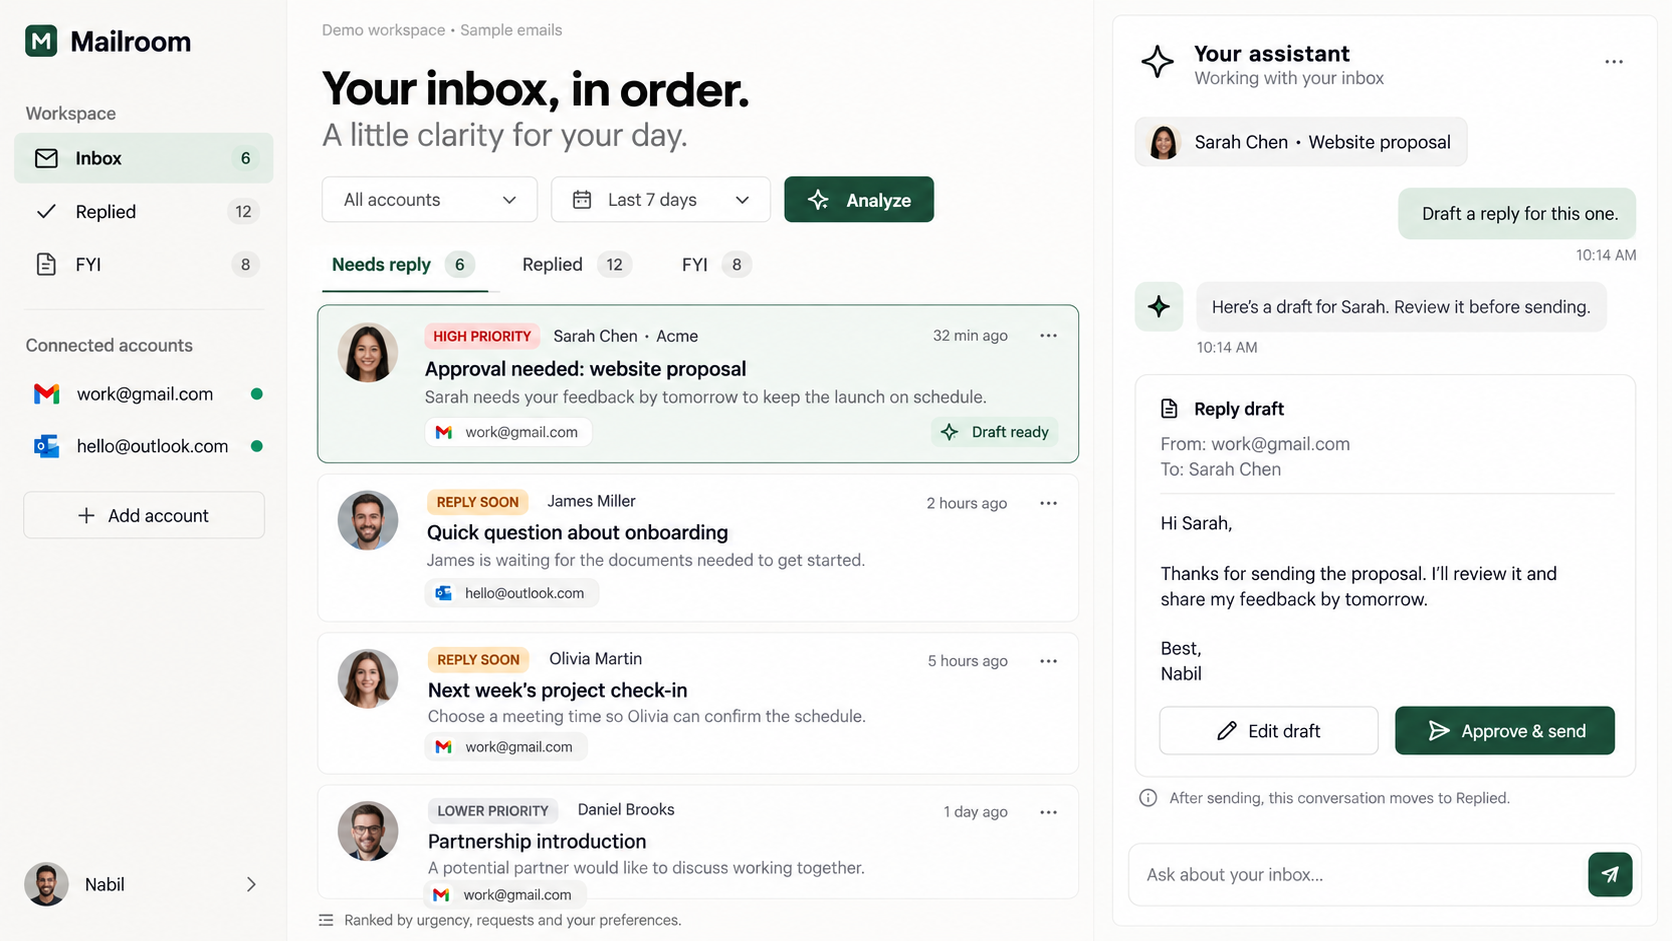 Mailroom
Workspace
Inbox 6
Replied 12
FYI 8
Connected accounts
work@gmail.com
hello@outlook.com
Add account
Nabil
Demo workspace • Sample emails
Your inbox, in order.
A little clarity for your day.
All accounts
Last 7 days
Analyze
Needs reply 6
Replied 12
FYI 8
HIGH PRIORITY Sarah Chen · Acme 32 min ago
Approval needed: website proposal
Sarah needs your feedback by tomorrow to keep the launch on schedule.
work@gmail.com
Draft ready
REPLY SOON James Miller 2 hours ago
Quick question about onboarding
James is waiting for the documents needed to get started.
hello@outlook.com
REPLY SOON Olivia Martin 5 hours ago
Next week's project check-in
Choose a meeting time so Olivia can confirm the schedule.
work@gmail.com
LOWER PRIORITY Daniel Brooks 1 day ago
Partnership introduction
A potential partner would like to discuss working together.
work@gmail.com
Ranked by urgency, requests and your preferences.
Your assistant
Working with your inbox
Sarah Chen • Website proposal
Draft a reply for this one.
10:14 AM
Here's a draft for Sarah. Review it before sending.
10:14 AM
Reply draft
From: work@gmail.com
To: Sarah Chen
Hi Sarah,
Thanks for sending the proposal. I'll review it and
share my feedback by tomorrow.
Best,
Nabil
Edit draft
Approve & send
After sending, this conversation moves to Replied.
Ask about your inbox...